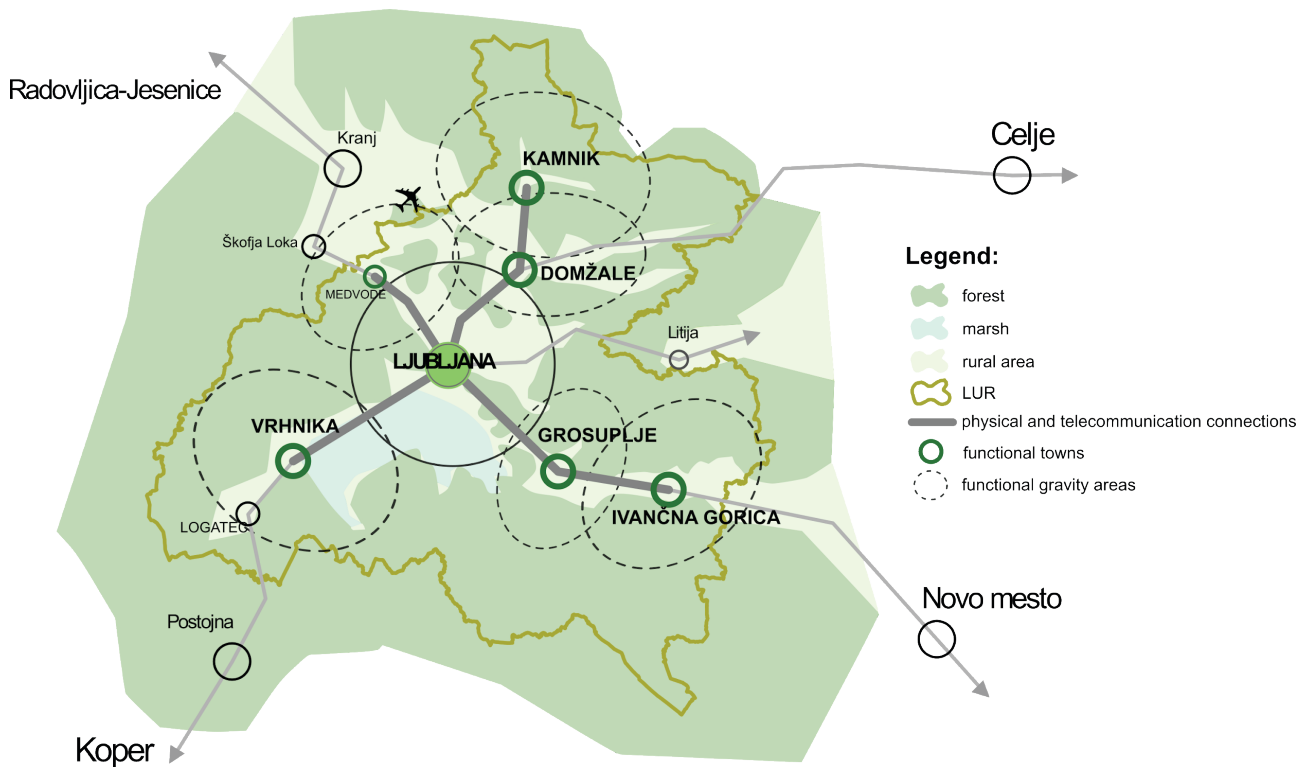 Radovljica-Jesenice
Kranj
Celje
KAMNIK
Škofja Loka
DOMŽALE
MEDVODE
Litija
LJUBLJANA
VRHNIKA
GROSUPLJE
LOGATEC
IVANČNA GORICA
Novo mesto
Postojna
Koper
Legend:
forest
marsh
rural area
LUR
physical and telecommunication connections
functional towns
functional gravity areas